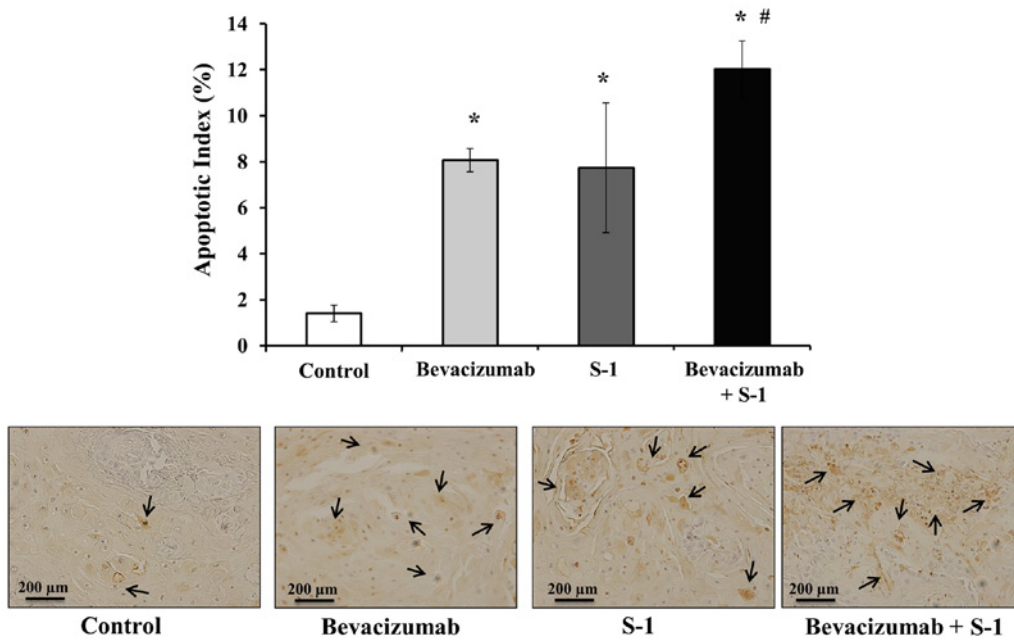 14
12
10
8
6
4
2
0
Apoptotic Index (%)
*
*
* #
Control
Bevacizumab
S-1
Bevacizumab
+ S-1
200 µm
200 µm
200 µm
200 µm
Control
Bevacizumab
S-1
Bevacizumab + S-1